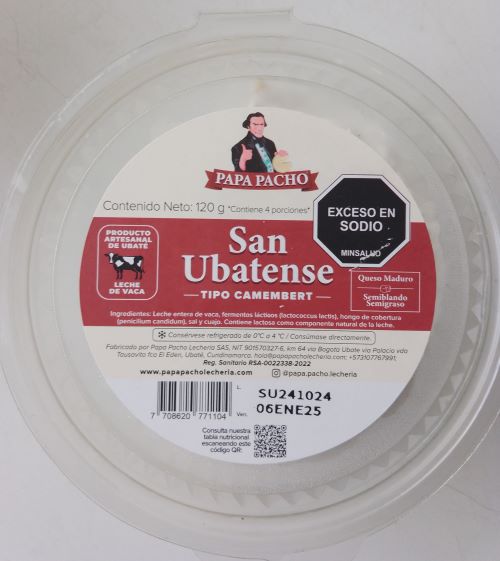 PAPA PACHO
Contenido Neto: 120 g *Contiene 4 porciones*
EXCESO EN
SODIO
MINSALUD
PRODUCTO
ARTESANAL
DE UBATÉ
LECHE
DE VACA
San
Ubatense
TIPO CAMEMBERT
Queso Maduro
Semiblando
Semigraso
Ingredientes: Leche entera de vaca, fermentos lácticos (lactococcus lactis), hongo de cobertura
(penicilium candidum), sal y cuajo. Contiene lactosa como componente natural de la leche.
Consérvese refrigerado de 0°C a 4 °C / Consúmase directamente.
Fabricado por Papa Pacho Lechería SAS, NIT 901570327-6, km 64 vía Bogotá Ubaté vía Palacio vda
Tausavita fca El Eden, Ubaté, Cundinamarca. hola@papapacholecheria.com +573107767991
Reg. Sanitario RSA-0022338-2022
www.papapacholecheria.com papa.pacho.lecheria
L. SU241024
Ven. 06ENE25
7 708620 771104
Consulta nuestra
tabla nutricional
escaneando este
código QR: